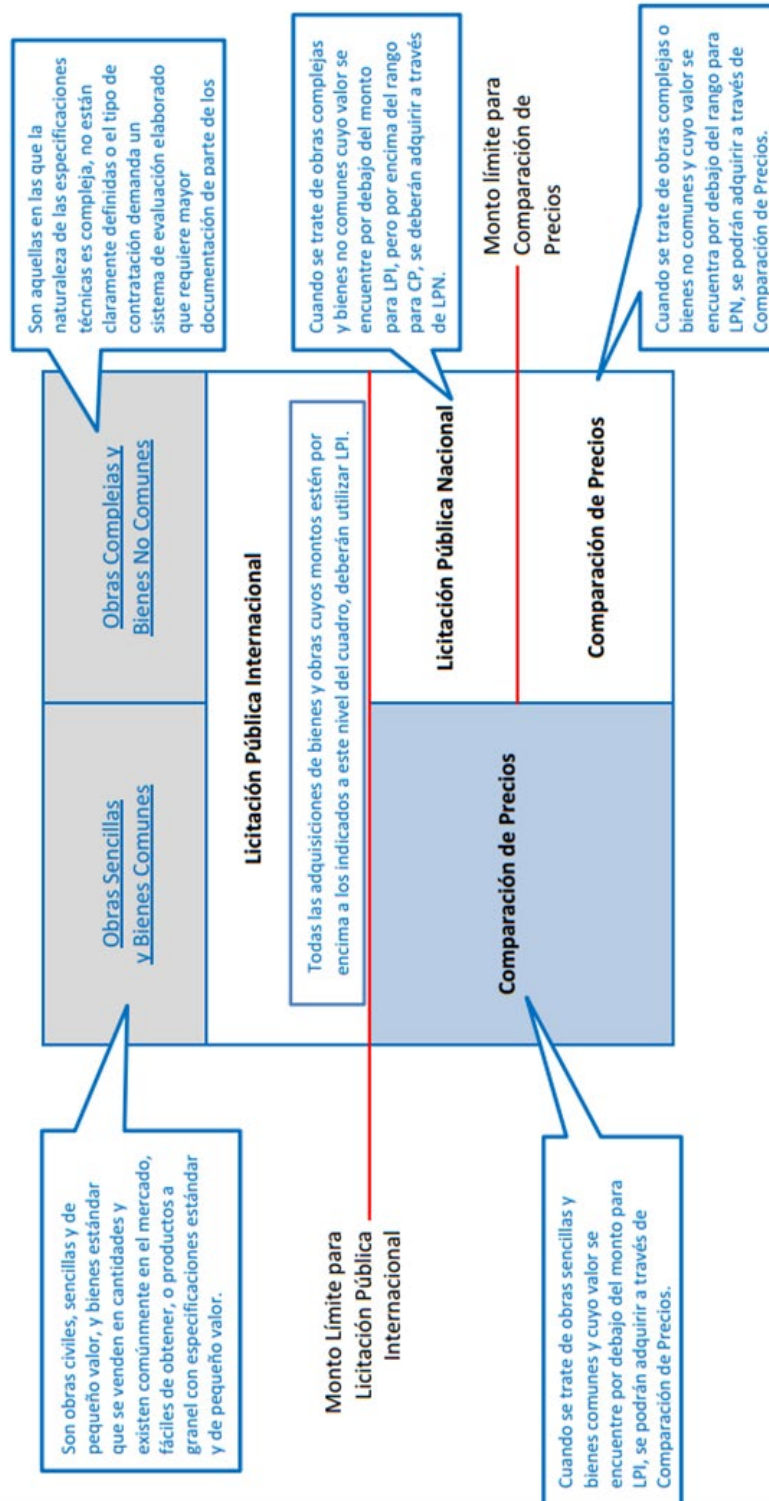 Son obras civiles, sencillas y de
pequeño valor, y bienes estándar
que se venden en cantidades y
existen comúnmente en el mercado,
fáciles de obtener, o productos a
granel con especificaciones estándar
y de pequeño valor.
Obras Sencillas
y Bienes Comunes
Obras Complejas y
Bienes No Comunes
Son aquellas en las que la
naturaleza de las especificaciones
técnicas es compleja, no están
claramente definidas o el tipo de
contratación demanda un
sistema de evaluación elaborado
que requiere mayor
documentación de parte de los
Licitación Pública Internacional
Todas las adquisiciones de bienes y obras cuyos montos estén por
encima a los indicados a este nivel del cuadro, deberán utilizar LPI.
Monto Límite para
Licitación Pública
Internacional
Licitación Pública Nacional
Cuando se trate de obras complejas
y bienes no comunes cuyo valor se
encuentre por debajo del monto
para LPI, pero por encima del rango
para CP, se deberán adquirir a través
de LPN.
Monto límite para
Comparación de
Precios
Comparación de Precios
Comparación de Precios
Cuando se trate de obras sencillas y
bienes comunes y cuyo valor se
encuentre por debajo del monto para
LPI, se podrán adquirir a través de
Comparación de Precios.
Cuando se trate de obras complejas o
bienes no comunes y cuyo valor se
encuentra por debajo del rango para
LPN, se podrán adquirir a través de
Comparación de Precios.